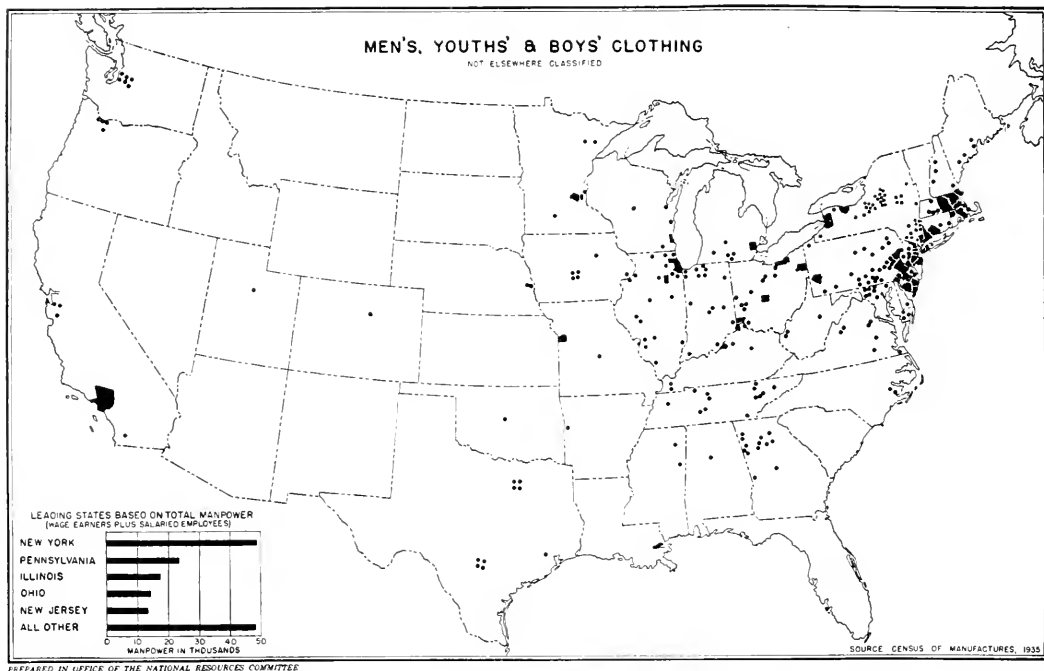 MEN'S, YOUTHS' & BOYS' CLOTHING
NOT ELSEWHERE CLASSIFIED
LEADING STATES BASED ON TOTAL MANPOWER
(WAGE EARNERS PLUS SALARIED EMPLOYEES)
NEW YORK
PENNSYLVANIA
ILLINOIS
OHIO
NEW JERSEY
ALL OTHER
0 10 20 30 40 50
MANPOWER IN THOUSANDS
SOURCE CENSUS OF MANUFACTURES, 1935
PREPARED IN OFFICE OF THE NATIONAL RESOURCES COMMITTEE